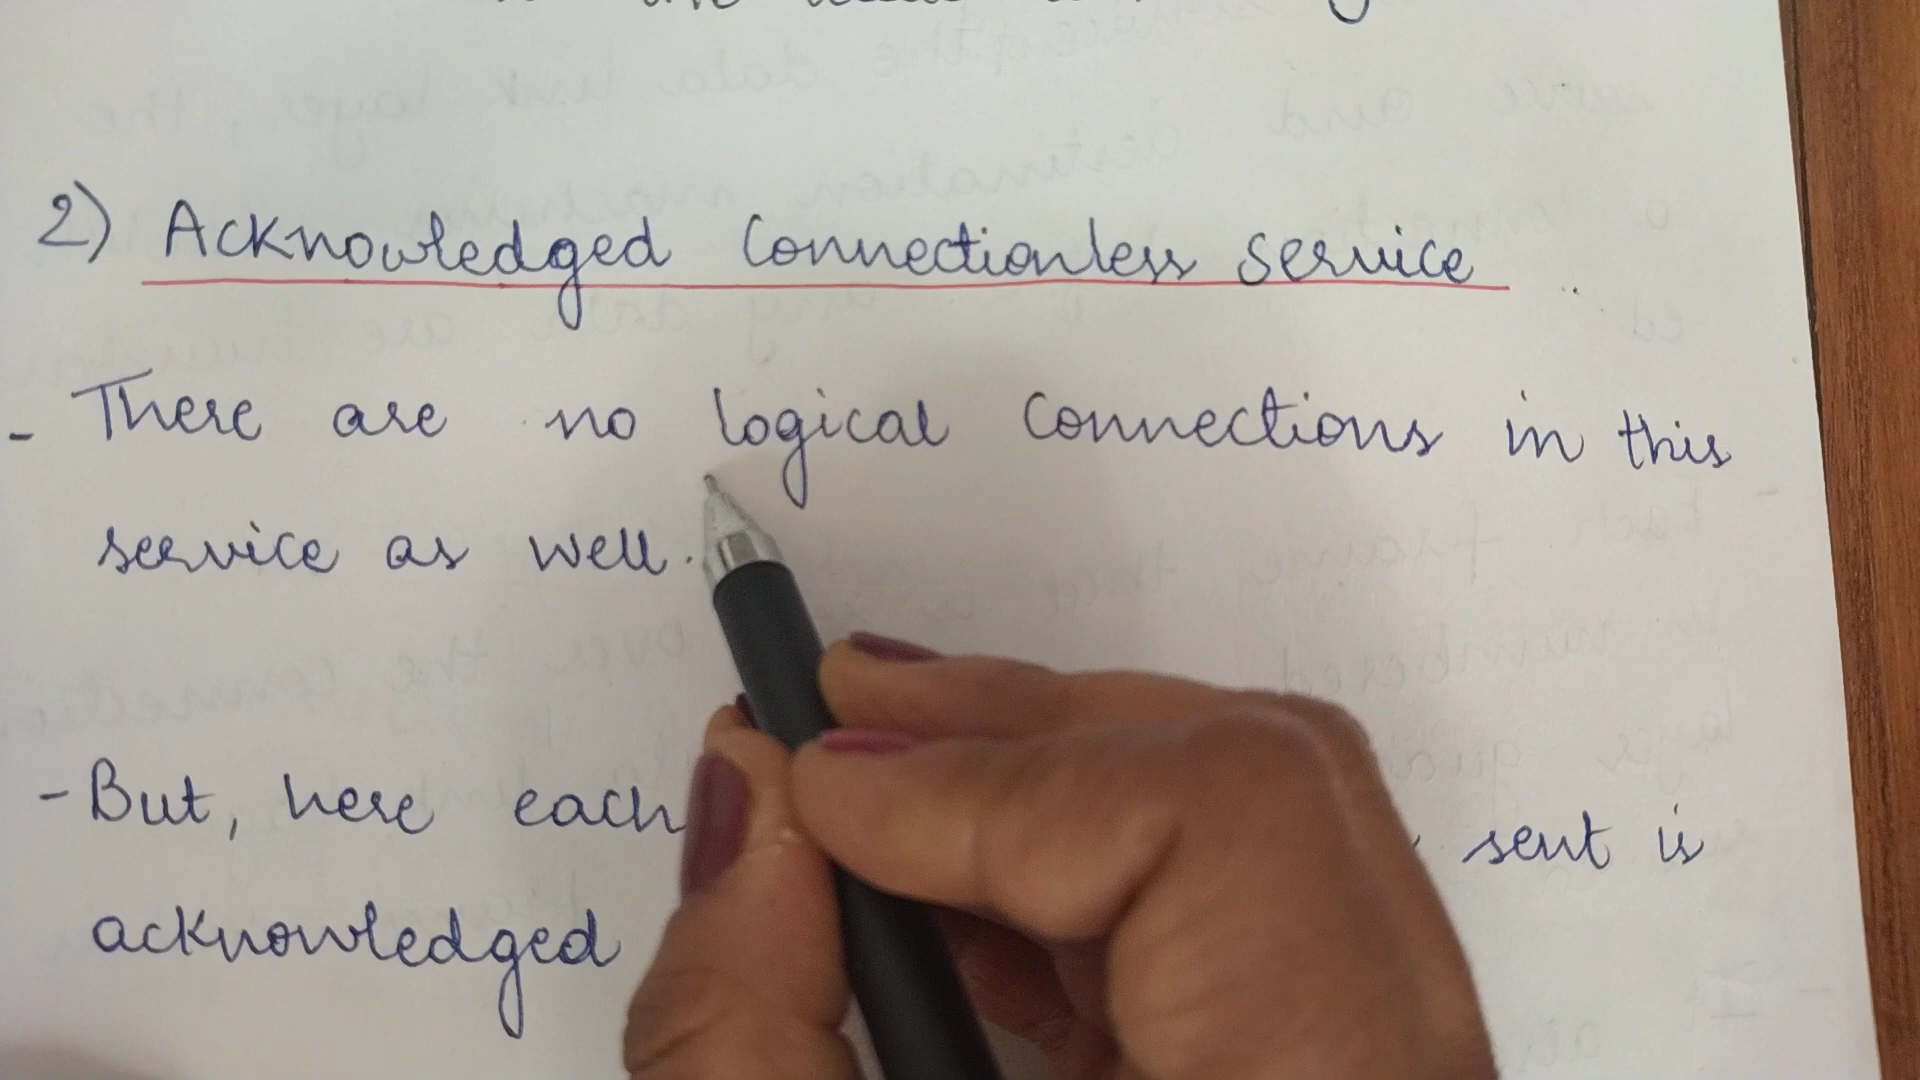 2) Acknowledged Connectionless service
- There are no logical connections in this
service as well.
- But, here each sent is
acknowledged